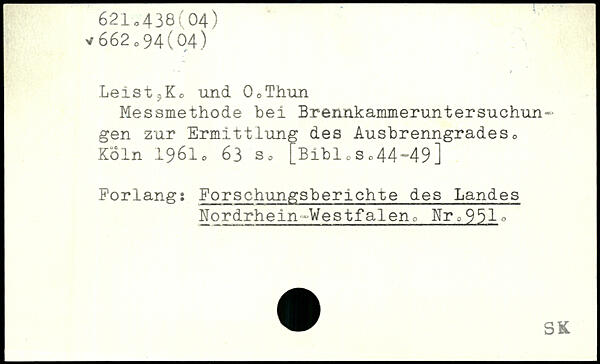 621.438(04)
v 662.94(04)
Leist,K. und O.Thun
Messmethode bei Brennkammeruntersuchun-
gen zur Ermittlung des Ausbrenngrades.
Köln 1961. 63 s. [Bibl.s.44-49]
Forlang: Forschungsberichte des Landes
Nordrhein-Westfalen. Nr.951.
SK